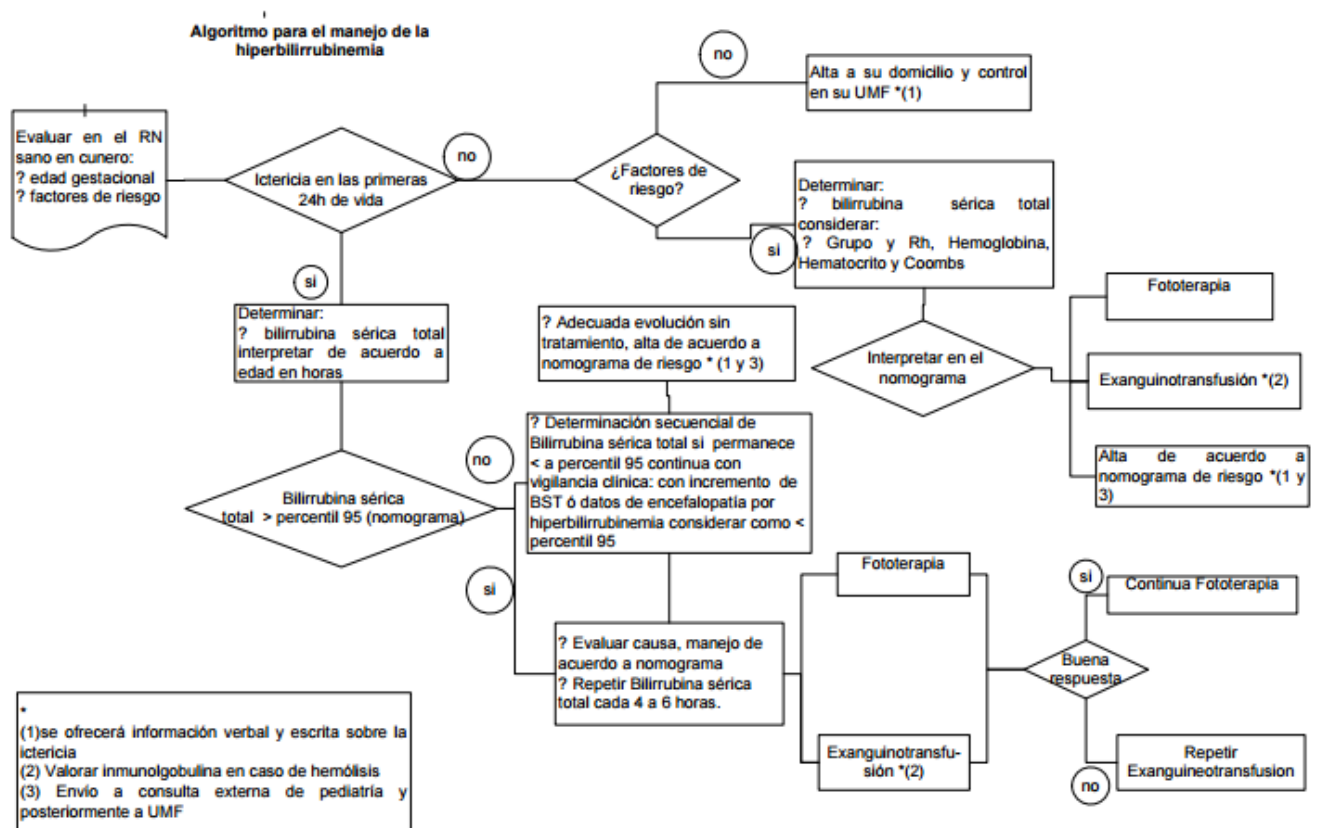 Algoritmo para el manejo de la
hiperbilirrubinemia
Evaluar en el RN
sano en cunero:
? edad gestacional
? factores de riesgo
Ictericia en las primeras
24h de vida
no
¿Factores de
riesgo?
no
Alta a su domicilio y control
en su UMF *(1)
si
Determinar:
? bilirrubina sérica total
considerar:
? Grupo y Rh, Hemoglobina,
Hematocrito y Coombs
Interpretar en el
nomograma
Fototerapia
Exanguinotransfusión *(2)
Alta de acuerdo a
nomograma de riesgo *(1 y
3)
si
Determinar:
? bilirrubina sérica total
interpretar de acuerdo a
edad en horas
Bilirrubina sérica
total > percentil 95 (nomograma)
no
? Adecuada evolución sin
tratamiento, alta de acuerdo a
nomograma de riesgo * (1 y 3)
? Determinación secuencial de
Bilirrubina sérica total si permanece
< a percentil 95 continua con
vigilancia clínica: con incremento de
BST ó datos de encefalopatía por
hiperbilirrubinemia considerar como <
percentil 95
si
? Evaluar causa, manejo de
acuerdo a nomograma
? Repetir Bilirrubina sérica
total cada 4 a 6 horas.
Fototerapia
Exanguinotransfu-
sión *(2)
Buena
respuesta
si
Continua Fototerapia
no
Repetir
Exanguineotransfusion
*
(1)se ofrecerá información verbal y escrita sobre la
ictericia
(2) Valorar inmunolgobulina en caso de hemólisis
(3) Envío a consulta externa de pediatría y
posteriormente a UMF